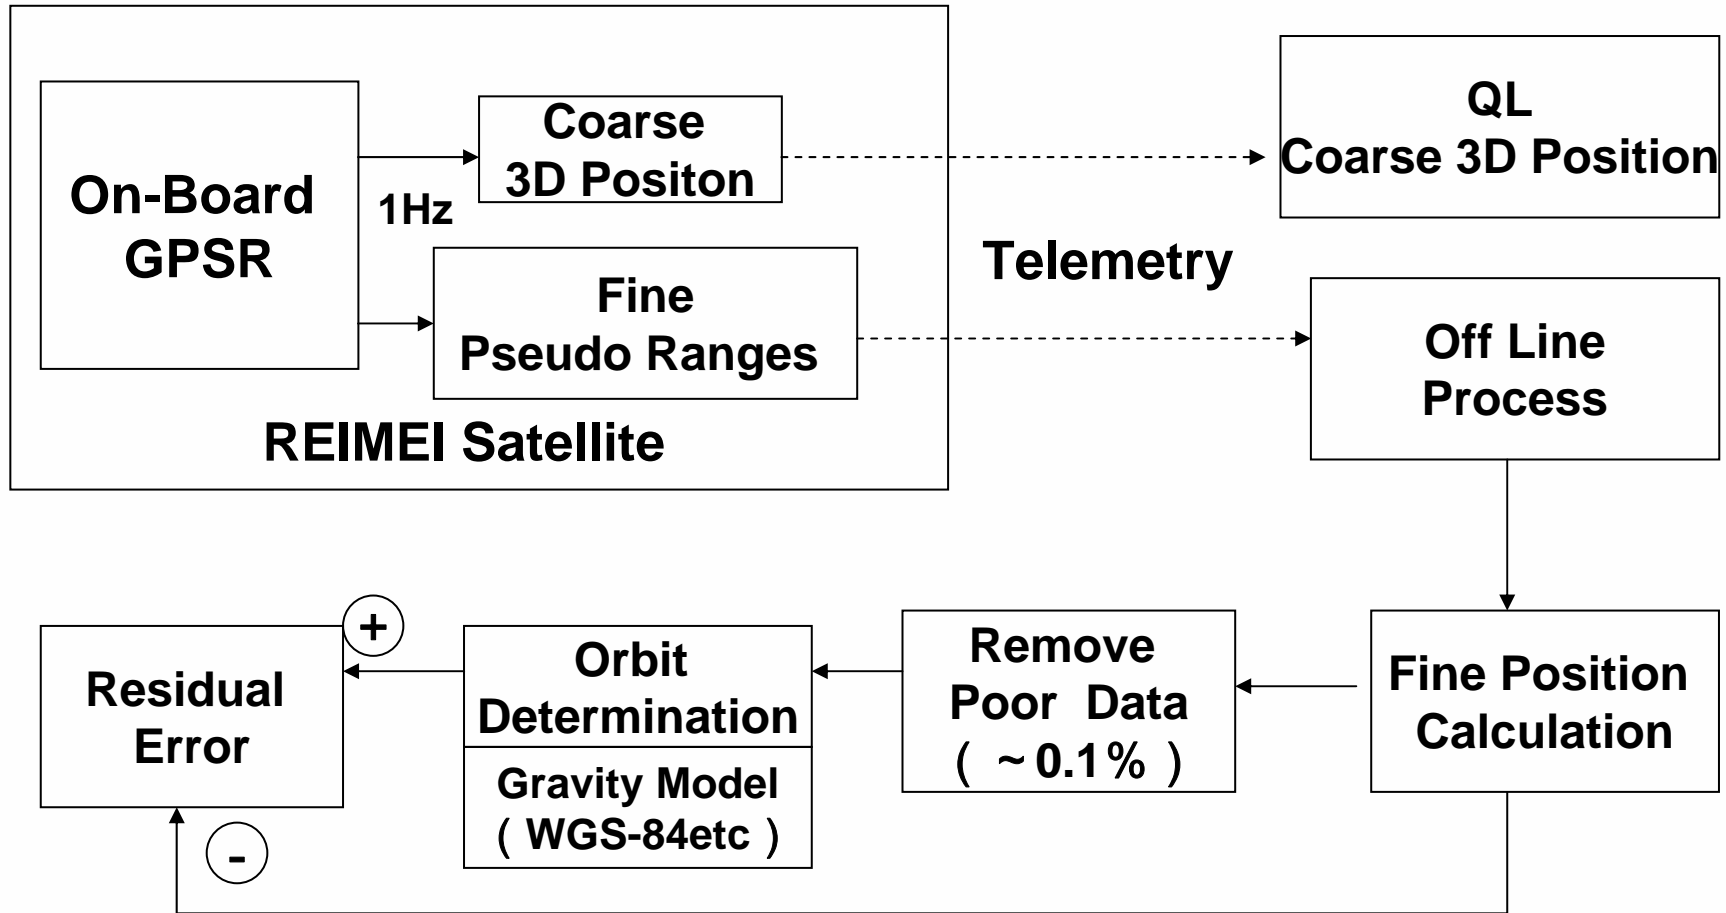 On-Board
GPSR
1Hz
Coarse
3D Positon
Fine
Pseudo Ranges
REIMEI Satellite
Telemetry
QL
Coarse 3D Position
Off Line
Process
Fine Position
Calculation
Remove
Poor Data
( ~0.1% )
Orbit
Determination
Gravity Model
( WGS-84etc )
+
Residual
Error
-